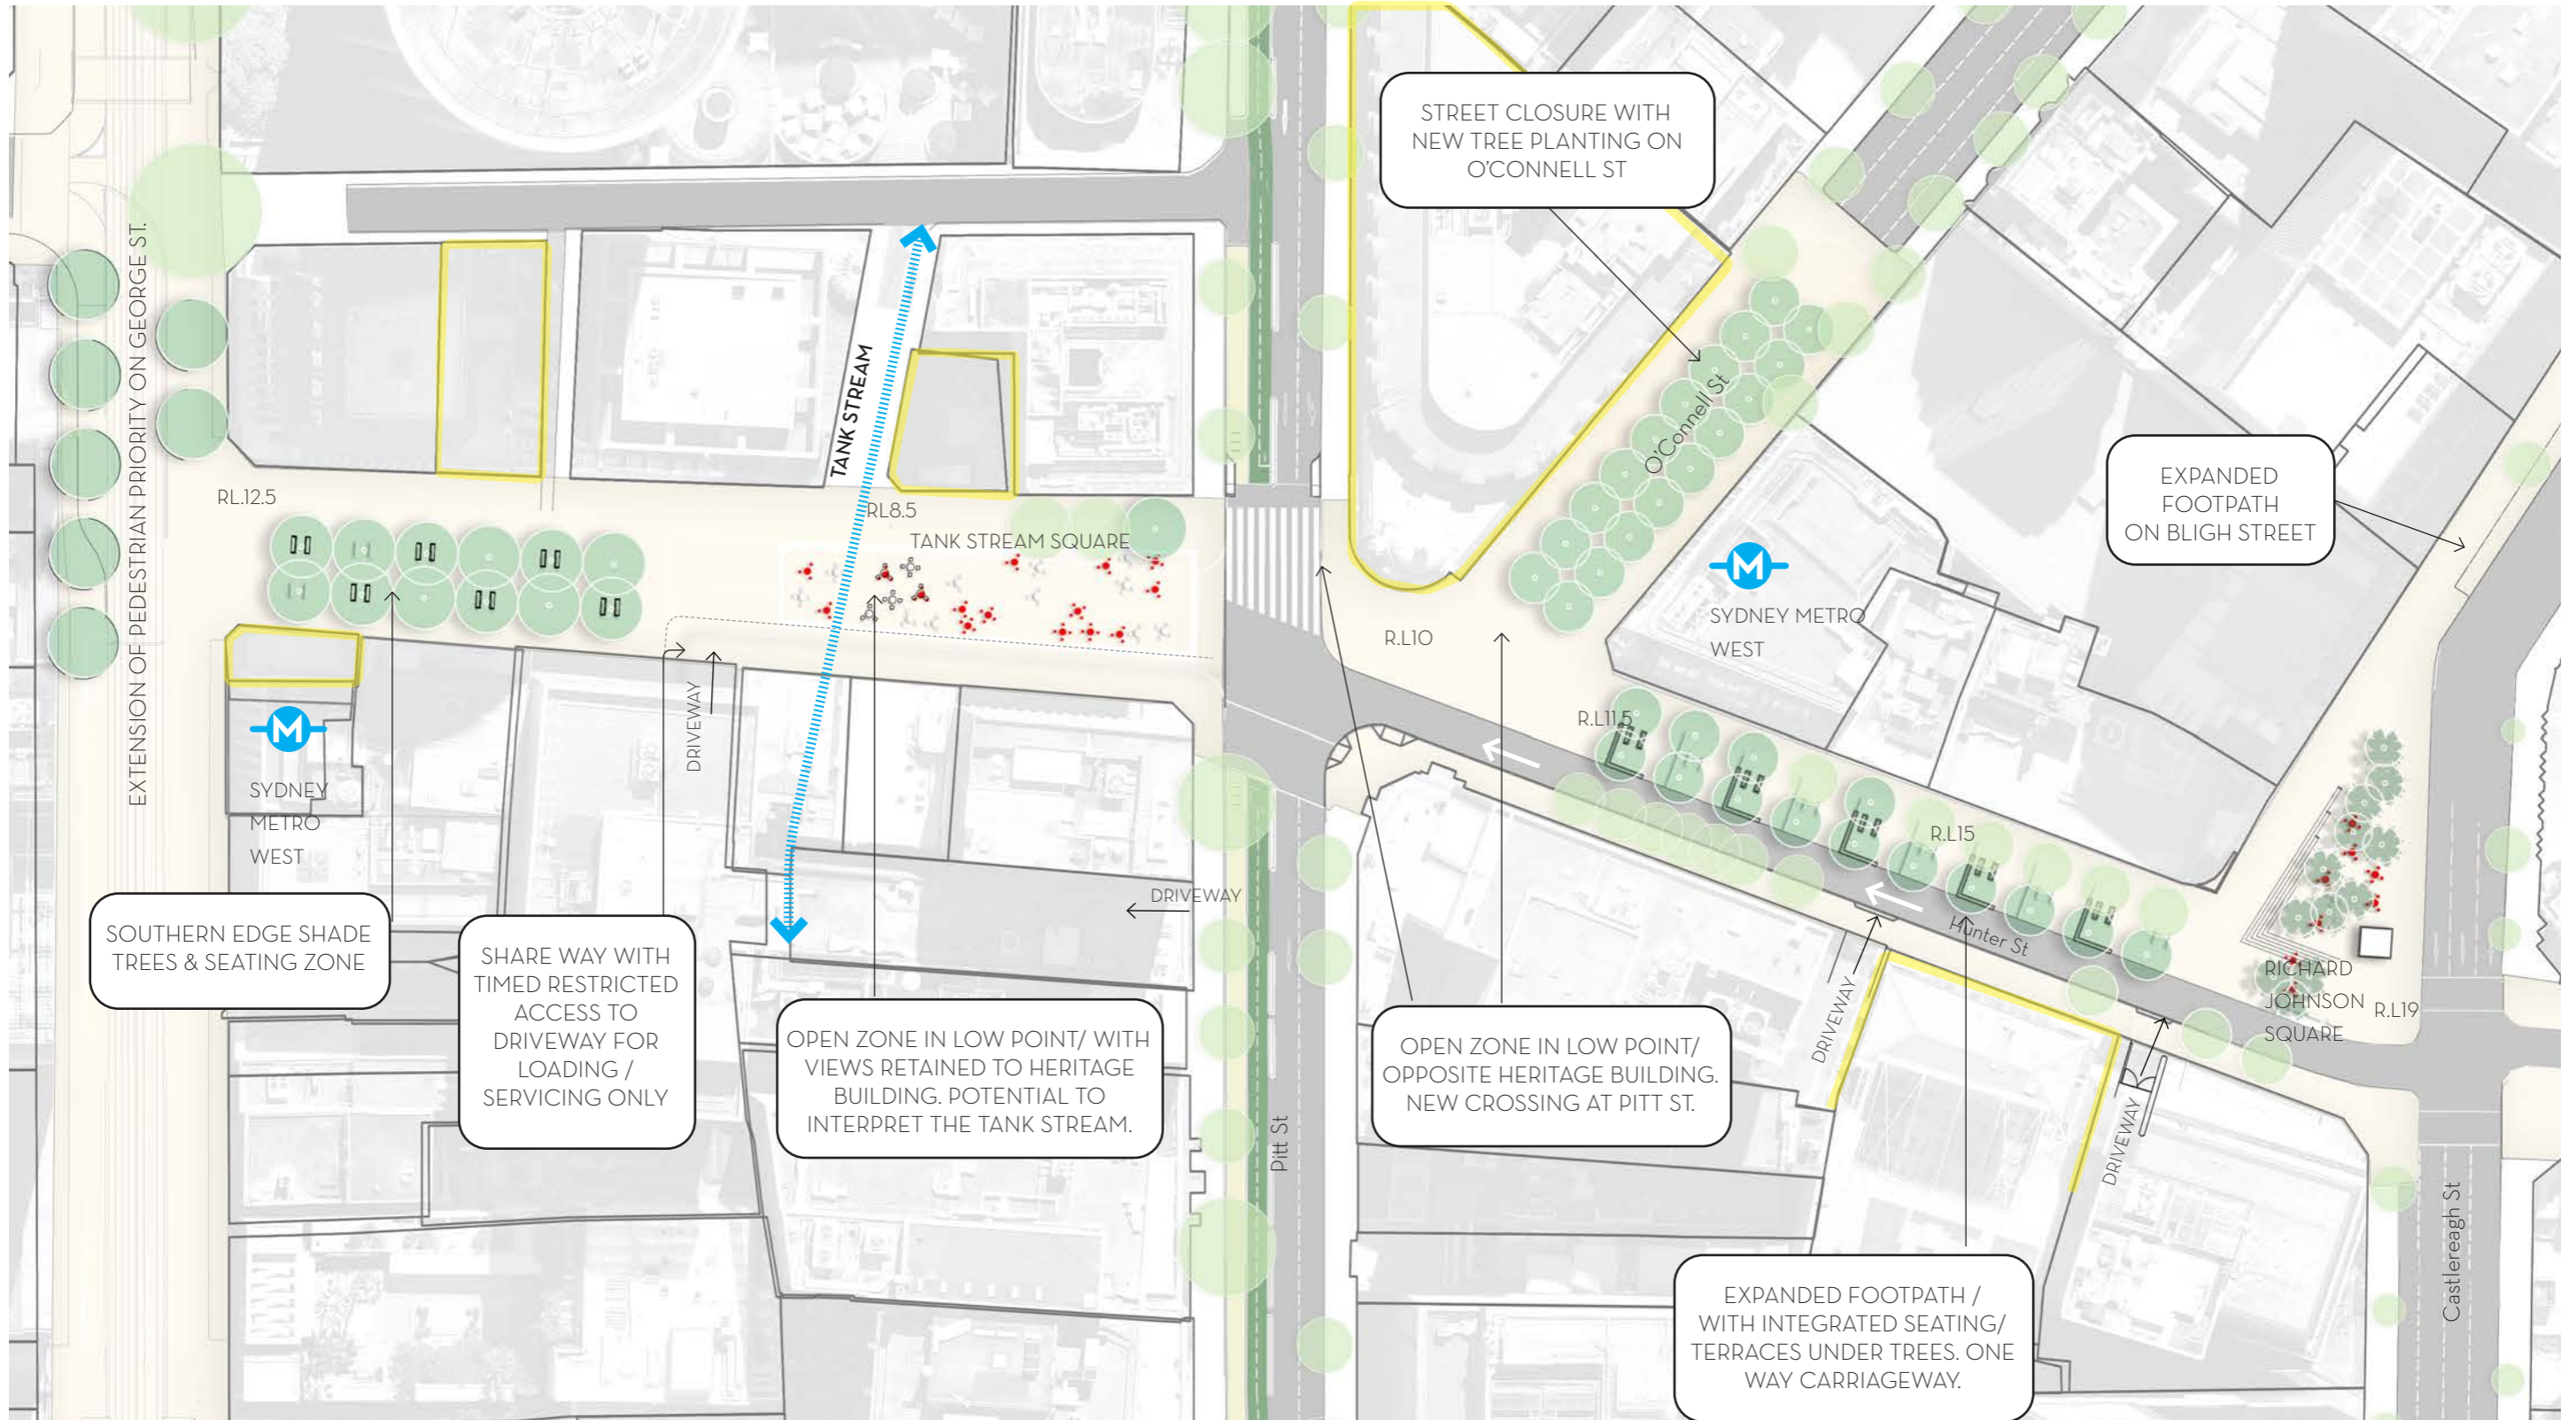 STREET CLOSURE WITH
NEW TREE PLANTING ON
O'CONNELL ST
EXTENSION OF PEDESTRIAN PRIORITY ON GEORGE ST.
TANK STREAM
O'Connell St
EXPANDED
FOOTPATH
ON BLIGH STREET
RL.12.5
RL8.5
TANK STREAM SQUARE
SYDNEY METRO
WEST
R.L10
DRIVEWAY
R.L11.5
M
M
SYDNEY
METRO
WEST
R.L15
DRIVEWAY
Hunter St
SOUTHERN EDGE SHADE
TREES & SEATING ZONE
SHARE WAY WITH
TIMED RESTRICTED
ACCESS TO
DRIVEWAY FOR
LOADING /
SERVICING ONLY
OPEN ZONE IN LOW POINT/ WITH
VIEWS RETAINED TO HERITAGE
BUILDING. POTENTIAL TO
INTERPRET THE TANK STREAM.
OPEN ZONE IN LOW POINT/
OPPOSITE HERITAGE BUILDING.
NEW CROSSING AT PITT ST.
DRIVEWAY
RICHARD
JOHNSON
SQUARE
R.L19
Pitt St
DRIVEWAY
Castlereagh St
EXPANDED FOOTPATH /
WITH INTEGRATED SEATING/
TERRACES UNDER TREES. ONE
WAY CARRIAGEWAY.